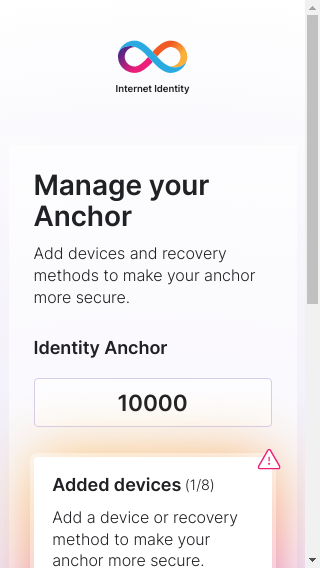 Internet Identity
Manage your
Anchor
Add devices and recovery
methods to make your anchor
more secure.
Identity Anchor
10000
Added devices (1/8)
Add a device or recovery
method to make your
anchor more secure.